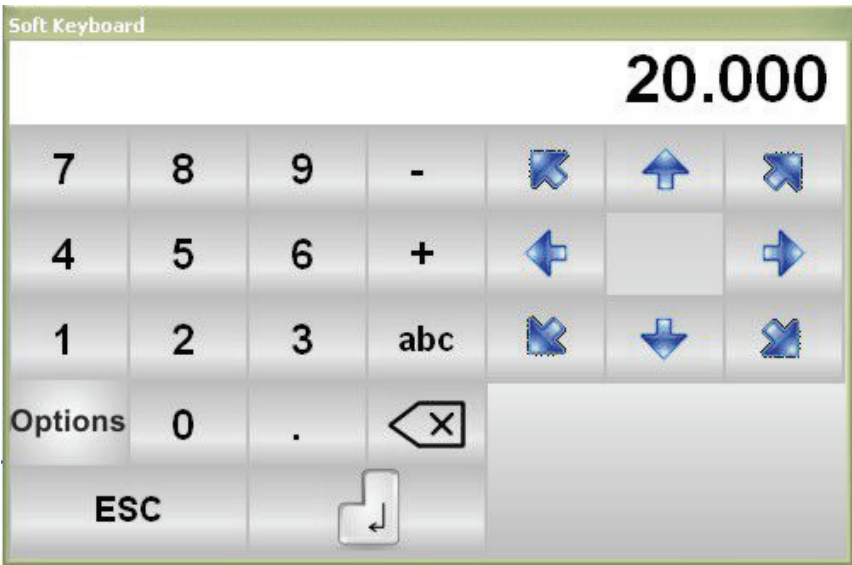 Soft Keyboard
20.000
7 8 9 -
4 5 6 +
1 2 3 abc
Options 0 .
ESC